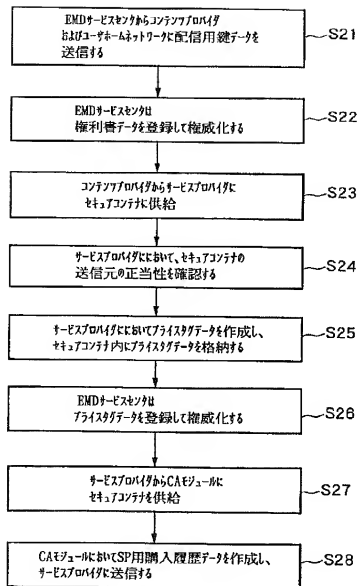 EMDサービスセンタからコンテンツプロバイダ
およびユーザホームネットワークに配信用鍵データを
送信する
S21
EMDサービスセンタは
権利書データを登録して権威化する
S22
コンテンツプロバイダからサービスプロバイダに
セキュアコンテナに供給
S23
サービスプロバイダにおいて、セキュアコンテナの
送信元の正当性を確認する
S24
サービスプロバイダにおいてプライスタグデータを作成し、
セキュアコンテナ内にプライスタグデータを格納する
S25
EMDサービスセンタは
プライスタグデータを登録して権威化する
S26
サービスプロバイダからCAモジュールに
セキュアコンテナを供給
S27
CAモジュールにおいてSP用購入履歴データを作成し、
サービスプロバイダに送信する
S28